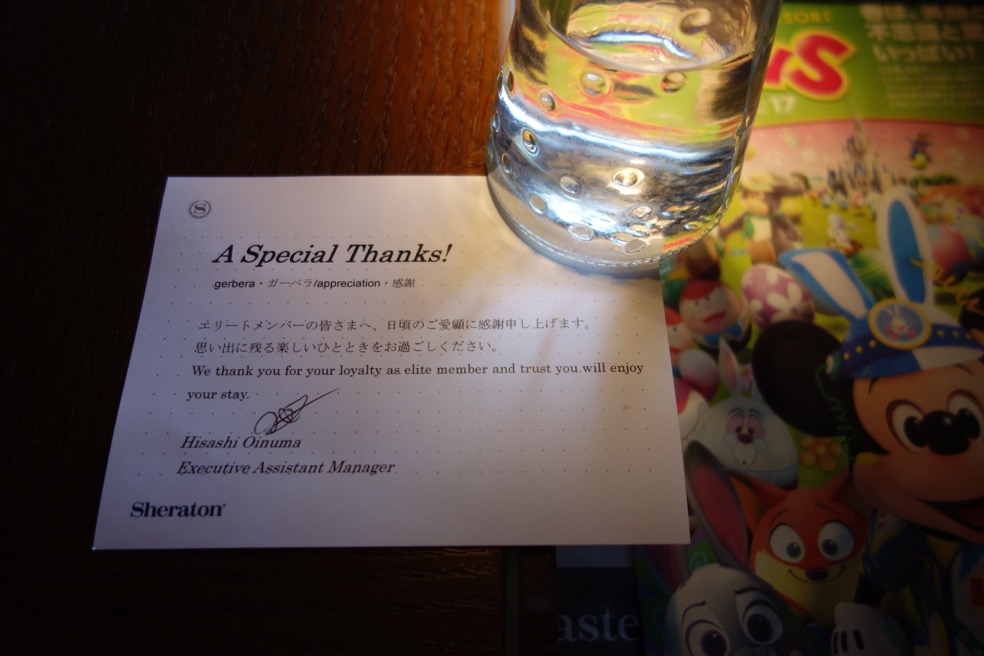 A Special Thanks!
gerbera・ガーベラ/appreciation・感謝
エリートメンバーの皆さまへ、日頃のご愛顧に感謝申し上げます。
思い出に残る楽しいひとときをお過ごしください。
We thank you for your loyalty as elite member and trust you will enjoy
your stay.
Hisashi Oinuma
Executive Assistant Manager
Sheraton
S
17
いっぱい!
aste